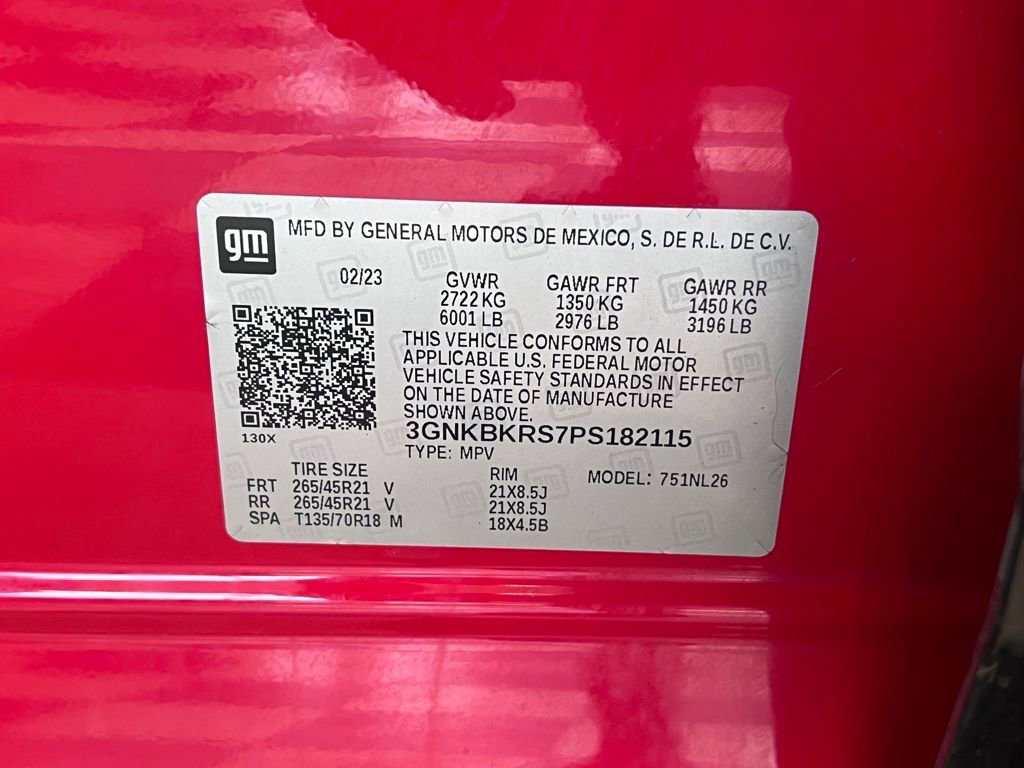 gm MFD BY GENERAL MOTORS DE MEXICO, S. DE R.L. DE C.V.
02/23 GVWR GAWR FRT GAWR RR
2722 KG 1350 KG 1450 KG
6001 LB 2976 LB 3196 LB
THIS VEHICLE CONFORMS TO ALL
APPLICABLE U.S. FEDERAL MOTOR
VEHICLE SAFETY STANDARDS IN EFFECT
ON THE DATE OF MANUFACTURE
SHOWN ABOVE.
130X
3GNKBKRS7PS182115
TYPE: MPV
TIRE SIZE RIM MODEL: 751NL26
FRT 265/45R21 V 21X8.5J
RR 265/45R21 V 21X8.5J
SPA T135/70R18 M 18X4.5B